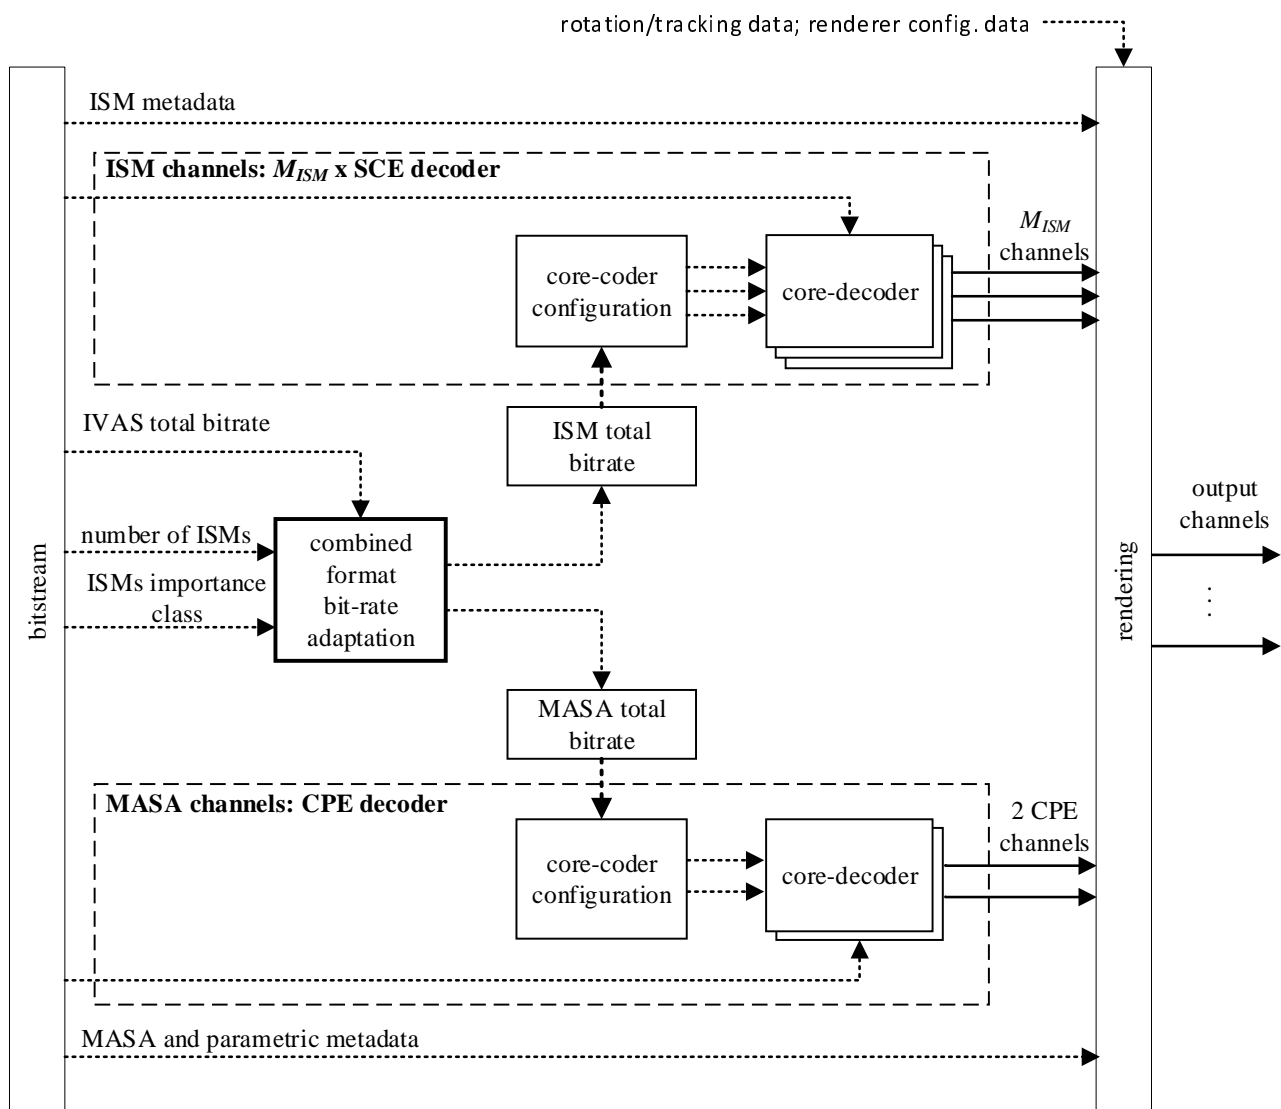 rotation/tracking data; renderer config. data
ISM metadata
ISM channels: M_ISM x SCE decoder
M_ISM
channels
core-coder
configuration
core-decoder
IVAS total bitrate
ISM total
bitrate
number of ISMs
ISMs importance
class
combined
format
bit-rate
adaptation
output
channels
bitstream
rendering
MASA total
bitrate
MASA channels: CPE decoder
2 CPE
channels
core-coder
configuration
core-decoder
MASA and parametric metadata